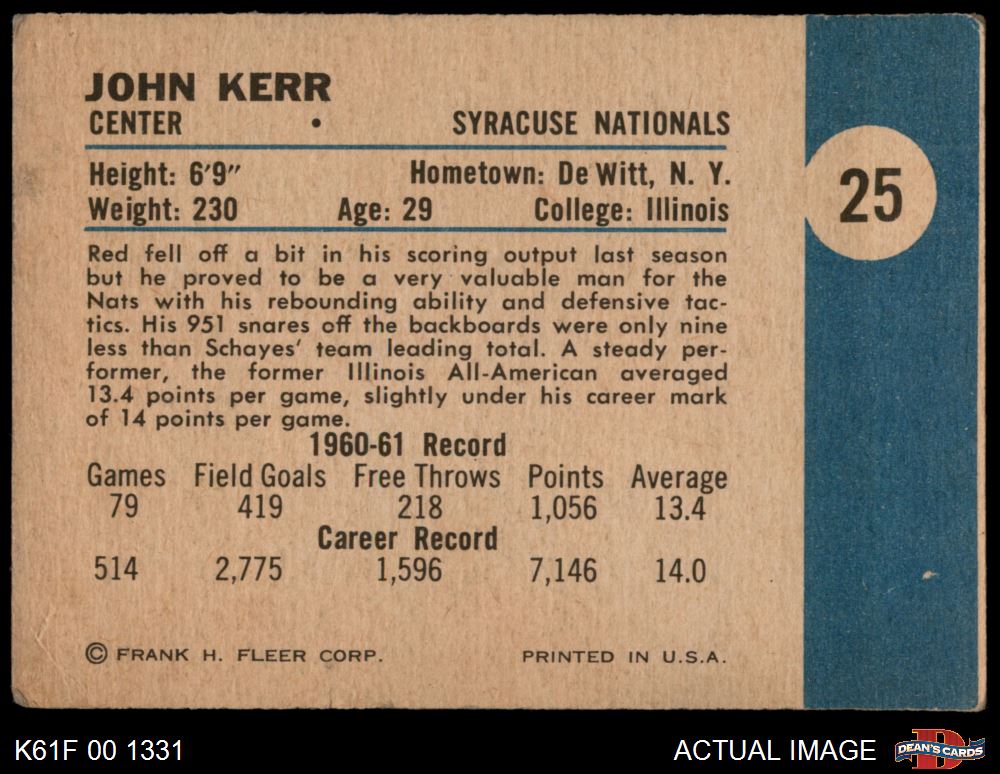 JOHN KERR
CENTER • SYRACUSE NATIONALS
25
Height: 6'9" Hometown: De Witt, N. Y.
Weight: 230 Age: 29 College: Illinois
Red fell off a bit in his scoring output last season
but he proved to be a very valuable man for the
Nats with his rebounding ability and defensive tac-
tics. His 951 snares off the backboards were only nine
less than Schayes' team leading total. A steady per-
former, the former Illinois All-American averaged
13.4 points per game, slightly under his career mark
of 14 points per game.
1960-61 Record
Games Field Goals Free Throws Points Average
79 419 218 1,056 13.4
Career Record
514 2,775 1,596 7,146 14.0
© FRANK H. FLEER CORP. PRINTED IN U.S.A.
K61F 00 1331 ACTUAL IMAGE DEAN'S CARDS